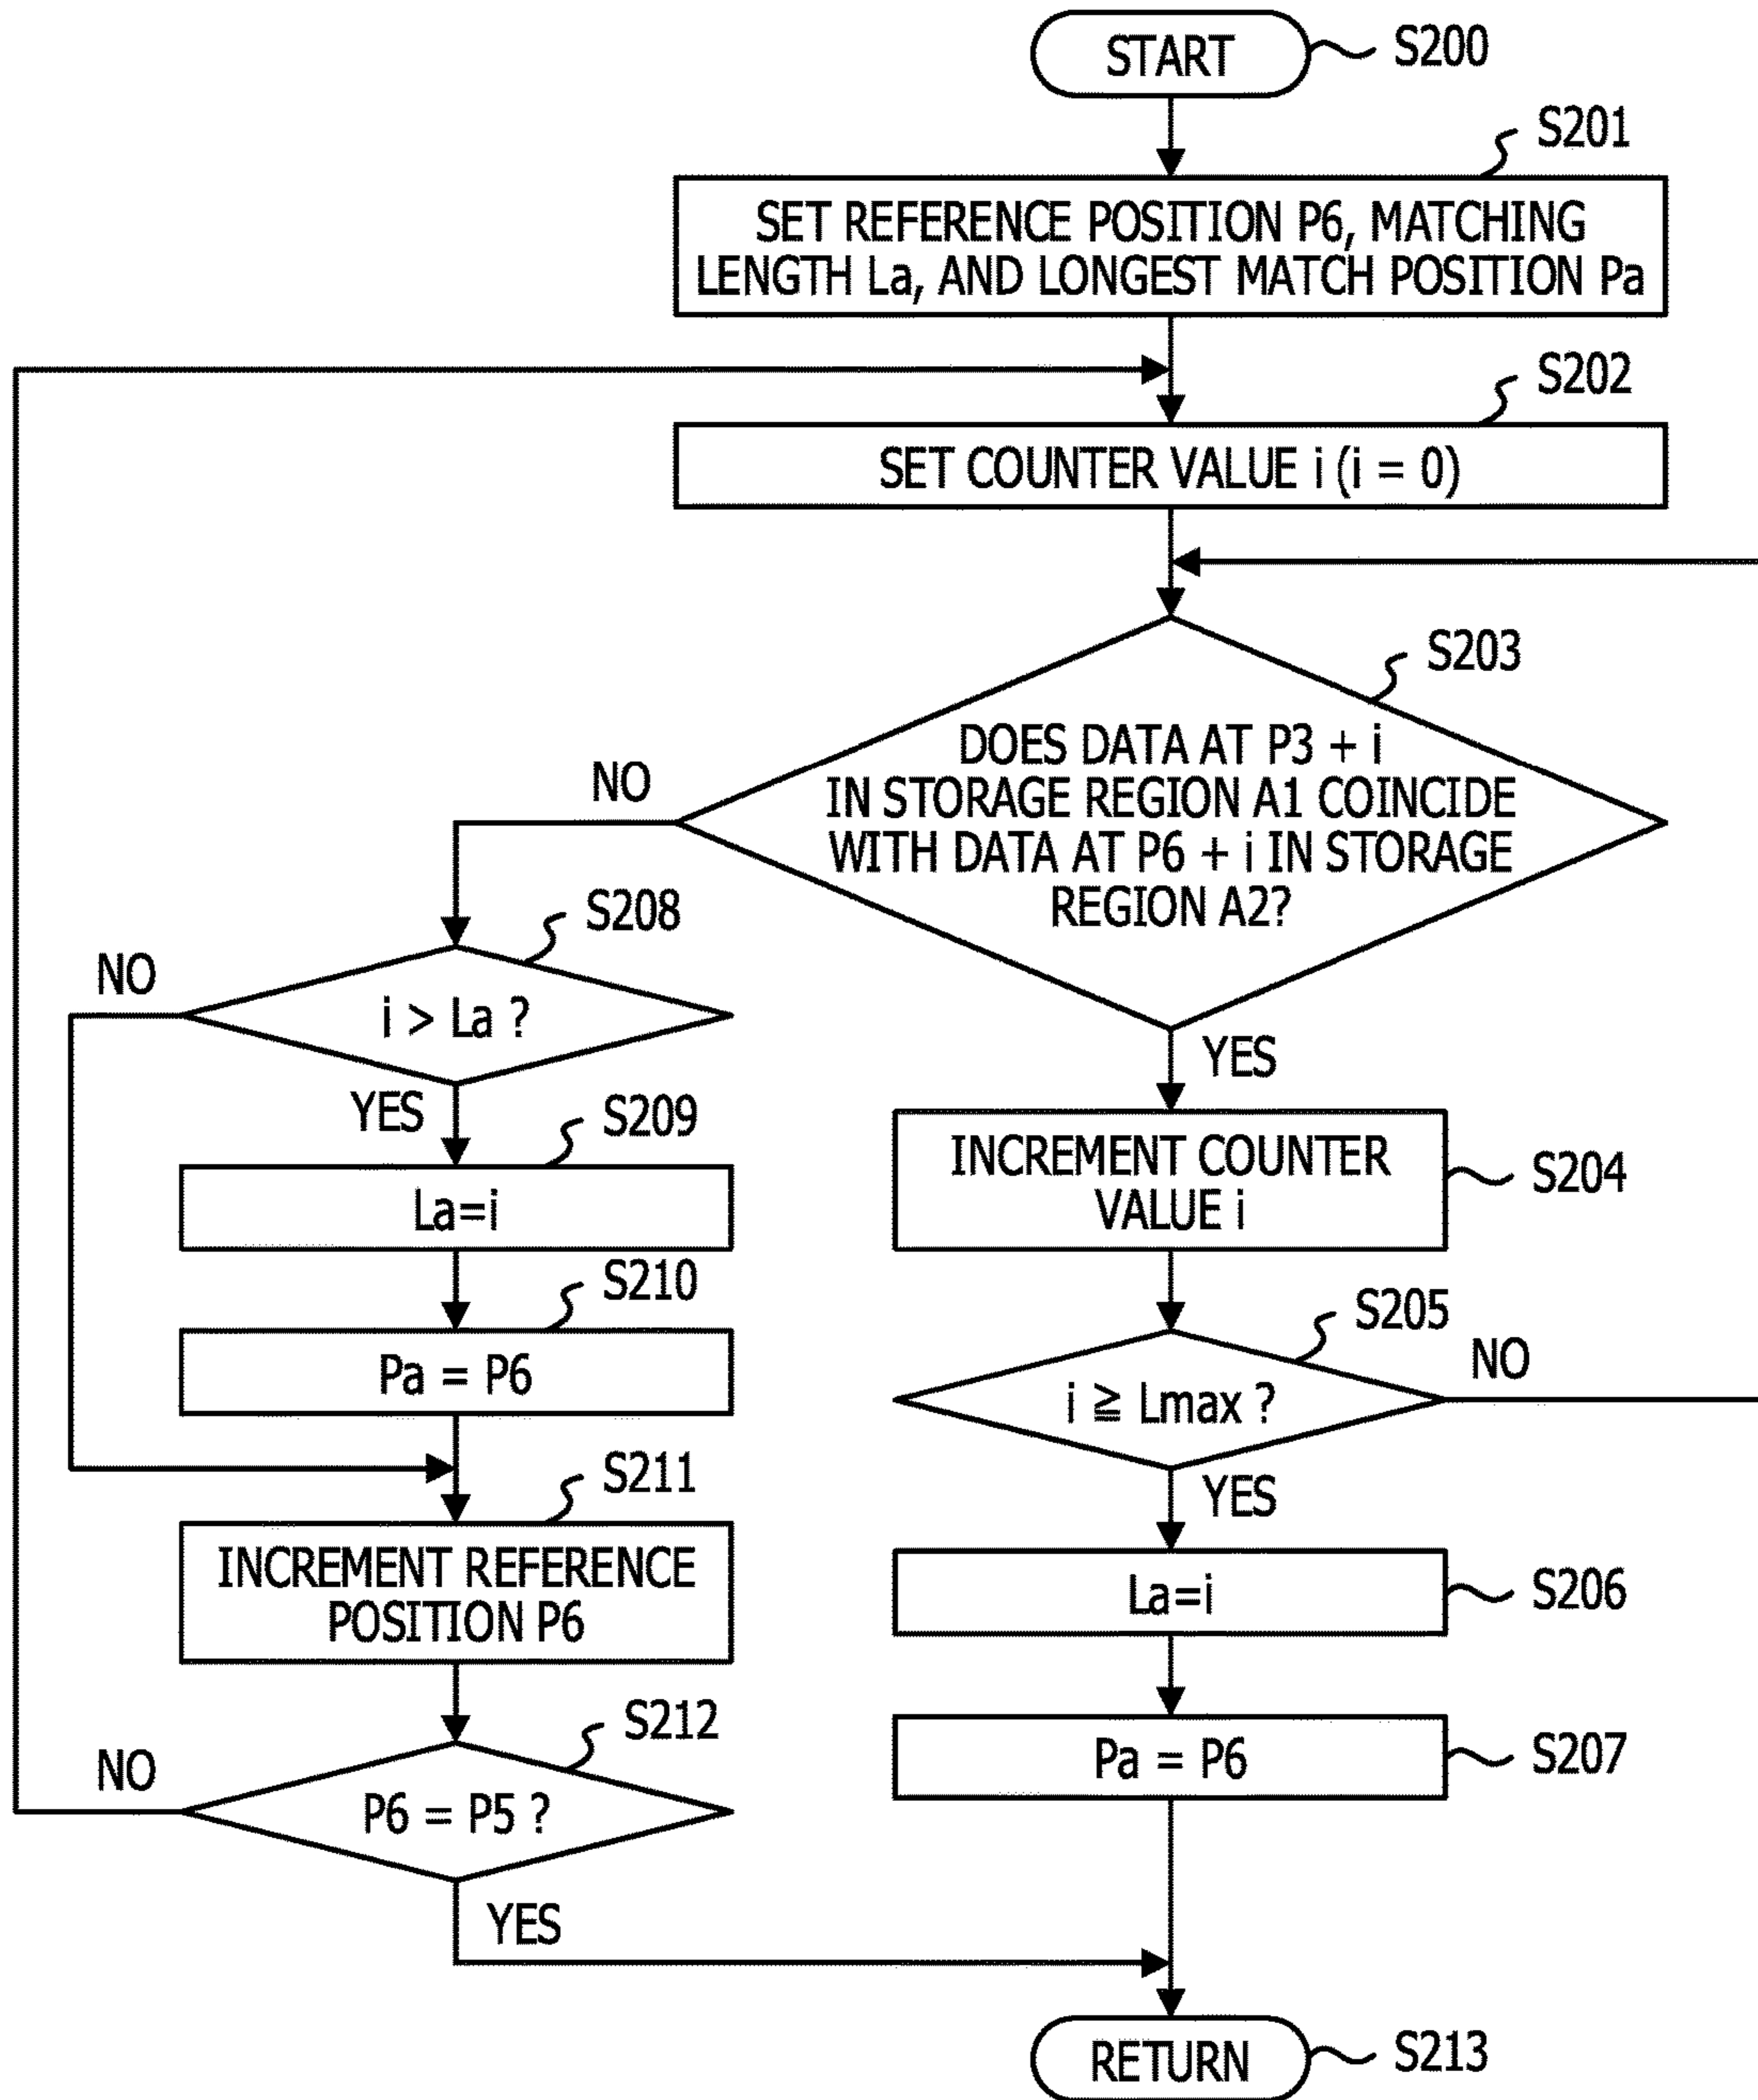 START
S200
S201
SET REFERENCE POSITION P6, MATCHING
LENGTH La, AND LONGEST MATCH POSITION Pa
S202
SET COUNTER VALUE i (i = 0)
S203
DOES DATA AT P3 + i
IN STORAGE REGION A1 COINCIDE
WITH DATA AT P6 + i IN STORAGE
REGION A2?
NO
YES
S208
i > La ?
NO
YES
S209
La=i
S210
Pa = P6
S211
INCREMENT REFERENCE
POSITION P6
S212
P6 = P5 ?
NO
YES
INCREMENT COUNTER
VALUE i
S204
S205
i ≧ Lmax ?
NO
YES
La=i
S206
Pa = P6
S207
RETURN
S213